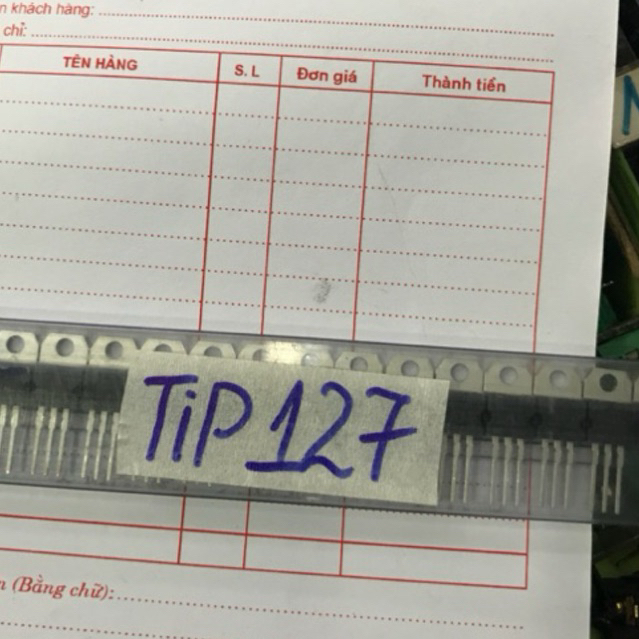 khách hàng:
chỉ:
TÊN HÀNG S. L Đơn giá Thành tiền
TiP 127
(Bằng chữ):